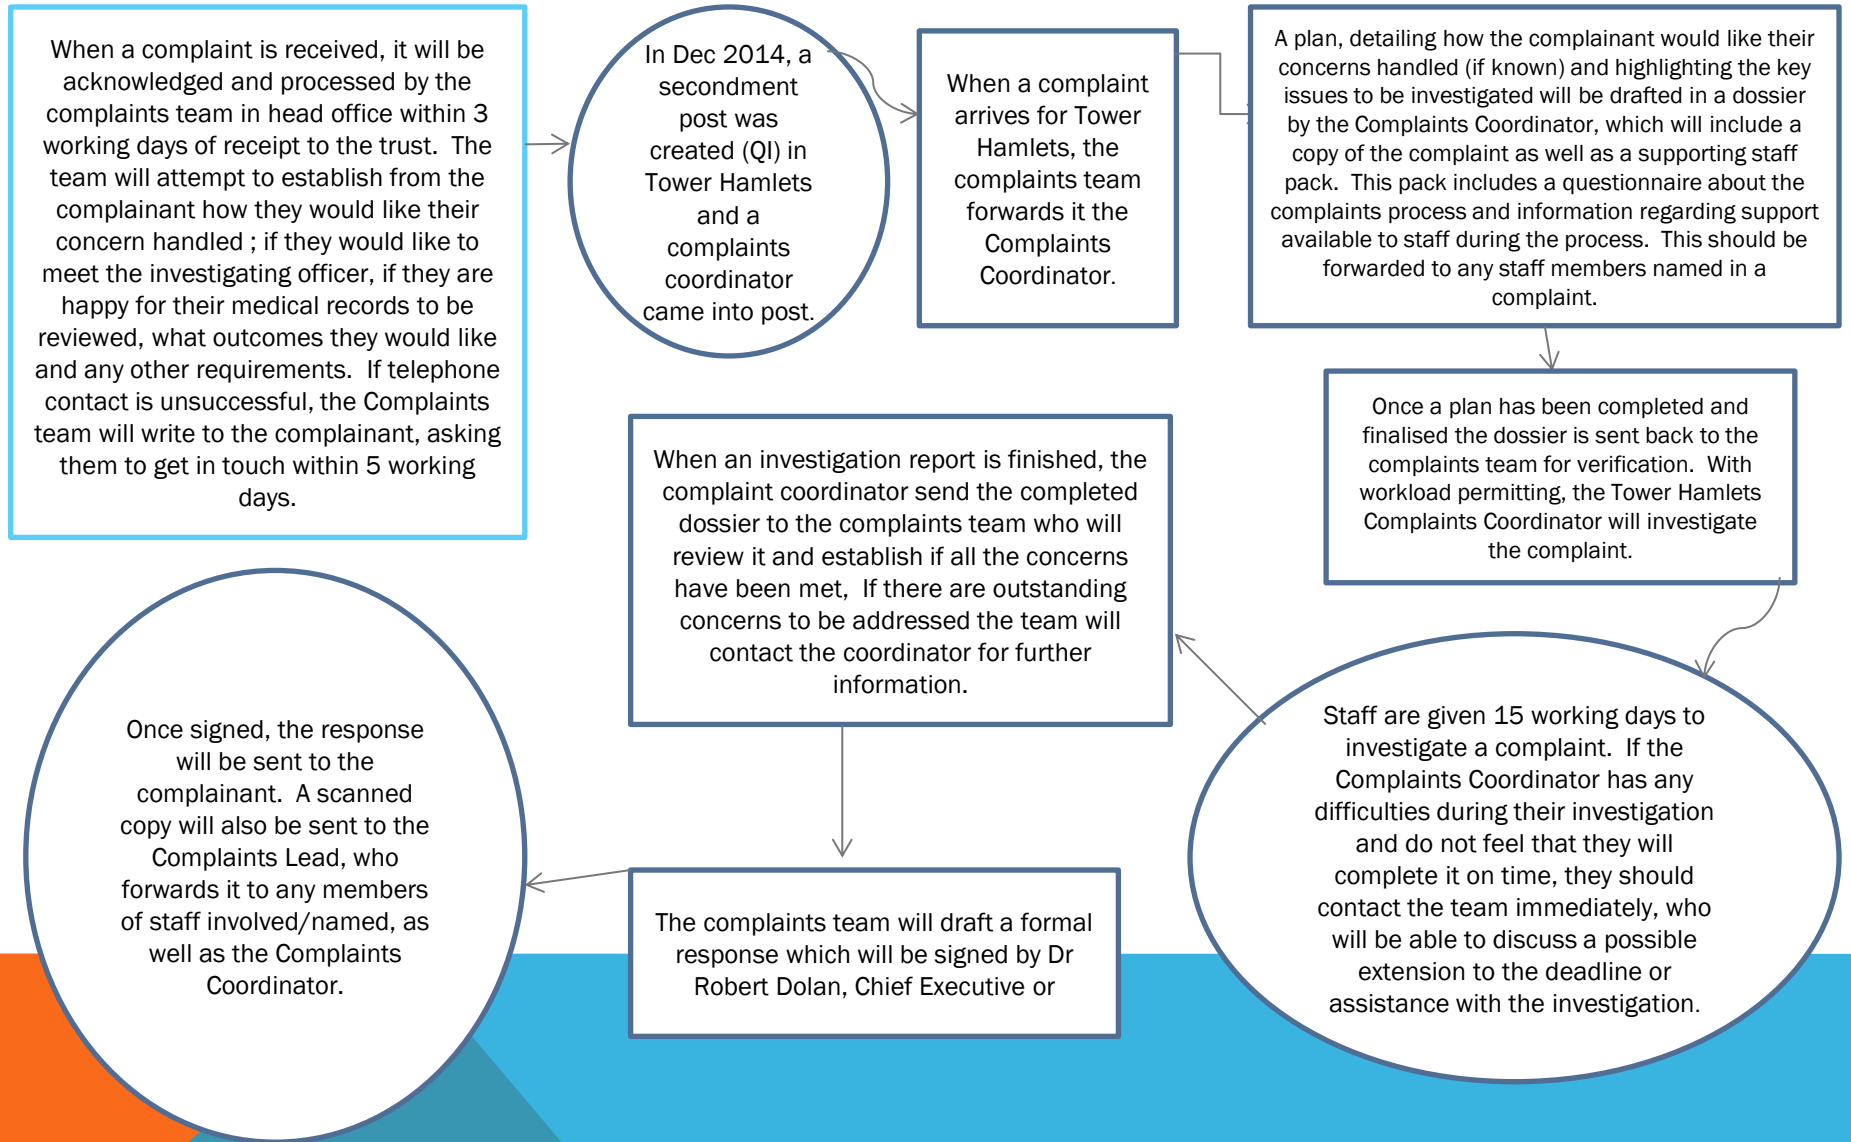 When a complaint is received, it will be
acknowledged and processed by the
complaints team in head office within 3
working days of receipt to the trust.  The
team will attempt to establish from the
complainant how they would like their
concern handled ; if they would like to
meet the investigating officer, if they are
happy for their medical records to be
reviewed, what outcomes they would like
and any other requirements.  If telephone
contact is unsuccessful, the Complaints
team will write to the complainant, asking
them to get in touch within 5 working
days.
In Dec 2014, a
secondment
post was
created (QI) in
Tower Hamlets
and a
complaints
coordinator
came into post.
When a complaint
arrives for Tower
Hamlets, the
complaints team
forwards it the
Complaints
Coordinator.
A plan, detailing how the complainant would like their
concerns handled (if known) and highlighting the key
issues to be investigated will be drafted in a dossier
by the Complaints Coordinator, which will include a
copy of the complaint as well as a supporting staff
pack.  This pack includes a questionnaire about the
complaints process and information regarding support
available to staff during the process.  This should be
forwarded to any staff members named in a
complaint.
Once a plan has been completed and
finalised the dossier is sent back to the
complaints team for verification.  With
workload permitting, the Tower Hamlets
Complaints Coordinator will investigate
the complaint.
Staff are given 15 working days to
investigate a complaint.  If the
Complaints Coordinator has any
difficulties during their investigation
and do not feel that they will
complete it on time, they should
contact the team immediately, who
will be able to discuss a possible
extension to the deadline or
assistance with the investigation.
When an investigation report is finished, the
complaint coordinator send the completed
dossier to the complaints team who will
review it and establish if all the concerns
have been met,  If there are outstanding
concerns to be addressed the team will
contact the coordinator for further
information.
The complaints team will draft a formal
response which will be signed by Dr
Robert Dolan, Chief Executive or
Once signed, the response
will be sent to the
complainant.  A scanned
copy will also be sent to the
Complaints Lead, who
forwards it to any members
of staff involved/named, as
well as the Complaints
Coordinator.